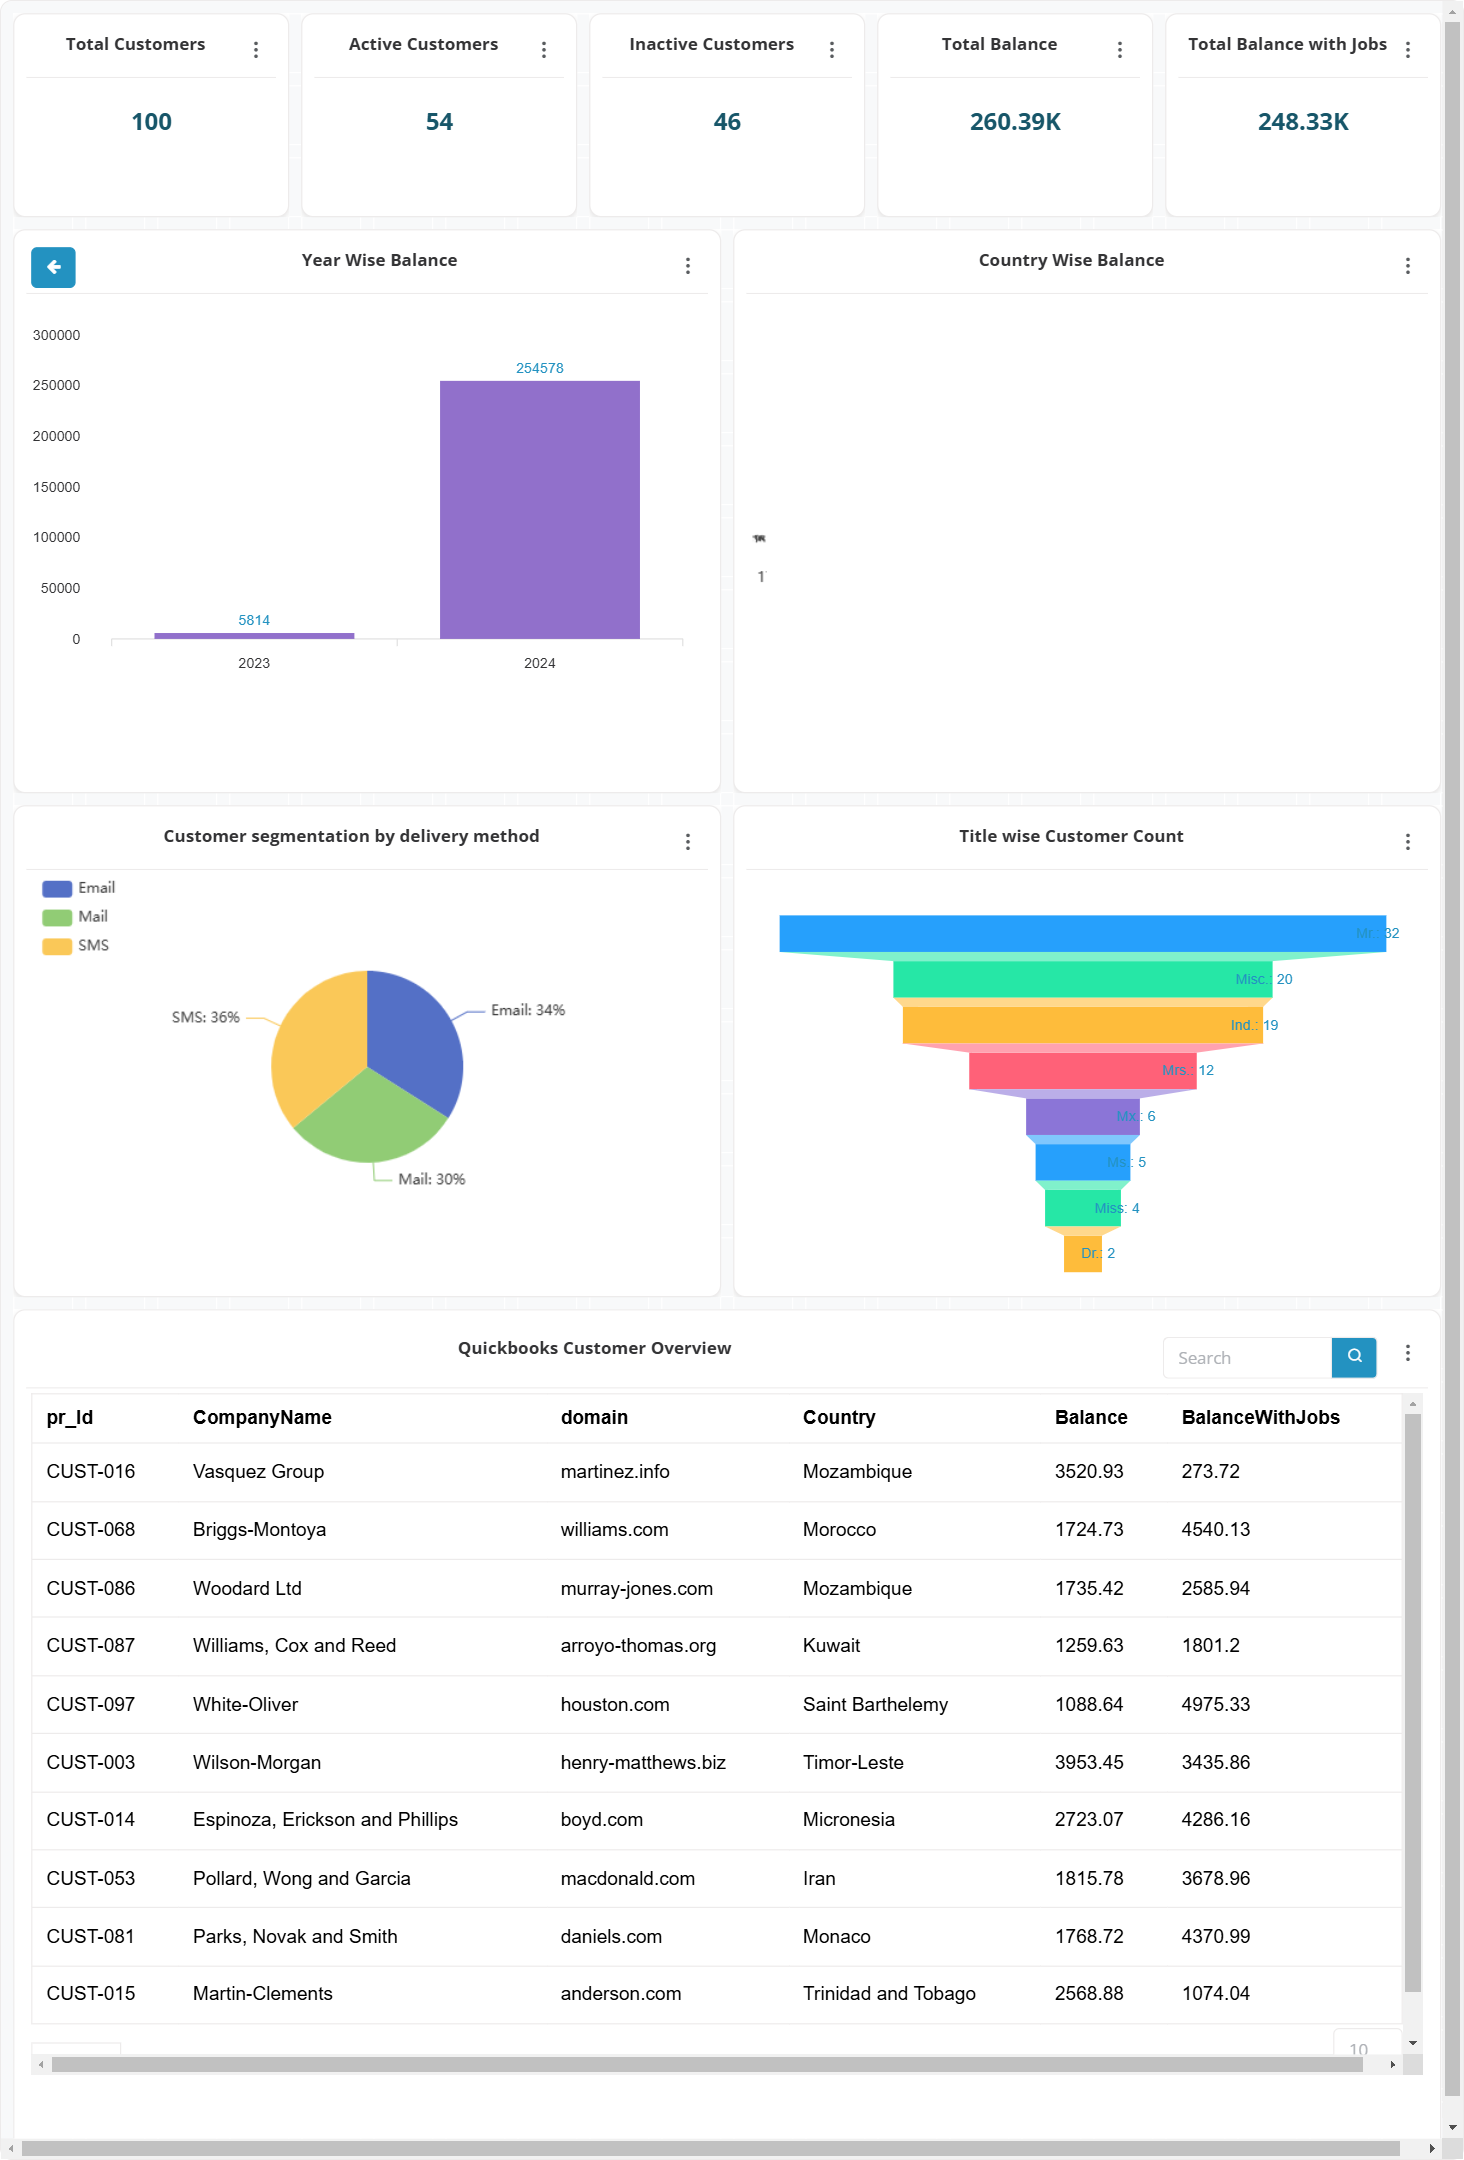 Total Customers
100
Active Customers
54
Inactive Customers
46
Total Balance
260.39K
Total Balance with Jobs
248.33K
Year Wise Balance
300000
250000
200000
150000
100000
50000
0
254578
5814
2023 2024
Country Wise Balance
1
Customer segmentation by delivery method
Email
Mail
SMS
SMS: 36%
Email: 34%
Mail: 30%
Title wise Customer Count
Mr.: 32
Misc.: 20
Ind.: 19
Mrs.: 12
Mx.: 6
Ms.: 5
Miss: 4
Dr.: 2
Quickbooks Customer Overview
Search
pr_Id CompanyName domain Country Balance BalanceWithJobs
CUST-016 Vasquez Group martinez.info Mozambique 3520.93 273.72
CUST-068 Briggs-Montoya williams.com Morocco 1724.73 4540.13
CUST-086 Woodard Ltd murray-jones.com Mozambique 1735.42 2585.94
CUST-087 Williams, Cox and Reed arroyo-thomas.org Kuwait 1259.63 1801.2
CUST-097 White-Oliver houston.com Saint Barthelemy 1088.64 4975.33
CUST-003 Wilson-Morgan henry-matthews.biz Timor-Leste 3953.45 3435.86
CUST-014 Espinoza, Erickson and Phillips boyd.com Micronesia 2723.07 4286.16
CUST-053 Pollard, Wong and Garcia macdonald.com Iran 1815.78 3678.96
CUST-081 Parks, Novak and Smith daniels.com Monaco 1768.72 4370.99
CUST-015 Martin-Clements anderson.com Trinidad and Tobago 2568.88 1074.04
10